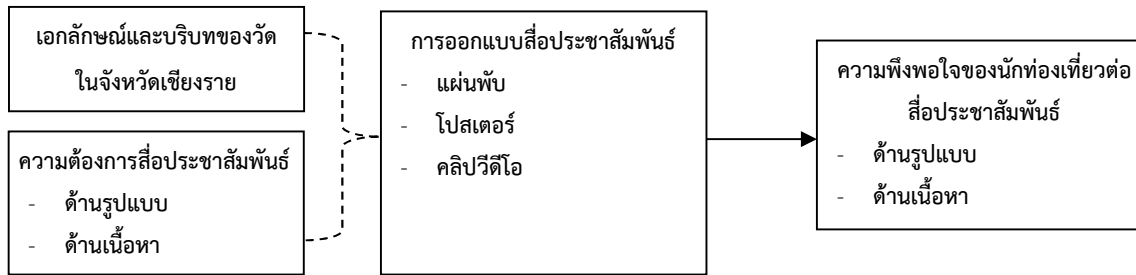 เอกลักษณ์และบริบทของวัด
ในจังหวัดเชียงราย
ความต้องการสื่อประชาสัมพันธ์
- ด้านรูปแบบ
- ด้านเนื้อหา
การออกแบบสื่อประชาสัมพันธ์
- แผ่นพับ
- โปสเตอร์
- คลิปวีดีโอ
ความพึงพอใจของนักท่องเที่ยวต่อ
สื่อประชาสัมพันธ์
- ด้านรูปแบบ
- ด้านเนื้อหา